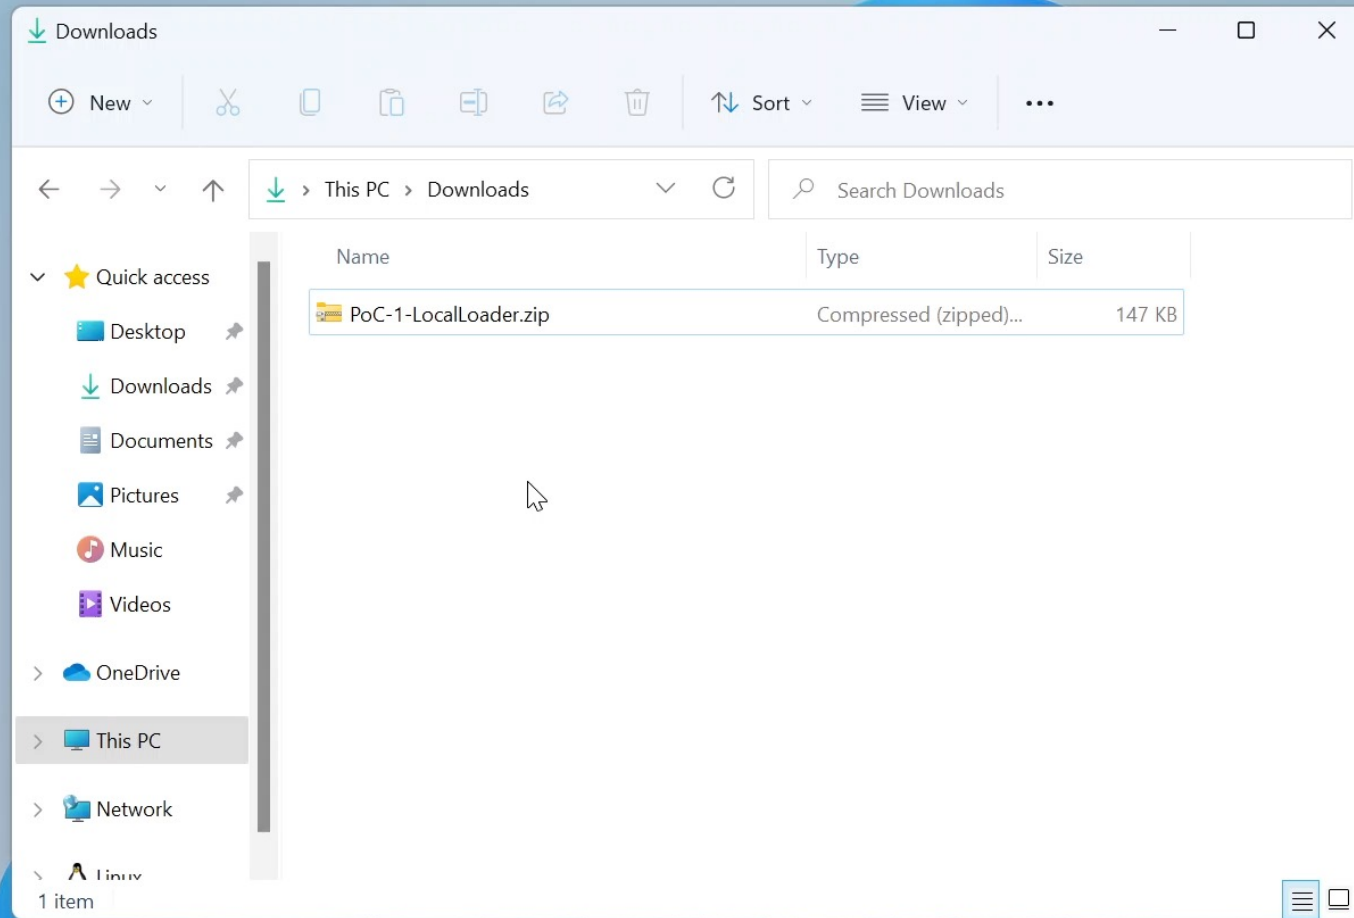 Downloads
New
Sort
View
This PC
Downloads
Search Downloads
Name
Type
Size
Quick access
PoC-1-LocalLoader.zip
Compressed (zipped)...
147 KB
Desktop
Downloads
Documents
Pictures
Music
Videos
OneDrive
This PC
Network
Linux
1 item